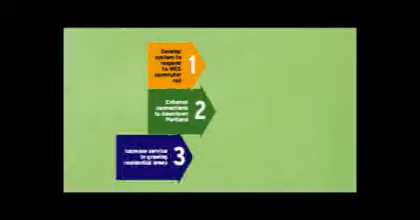 Develop
system to
respond
to WES
commuter
rail
1
Enhance
connections
to downtown
Portland
2
Increase service
in growing
residential areas
3